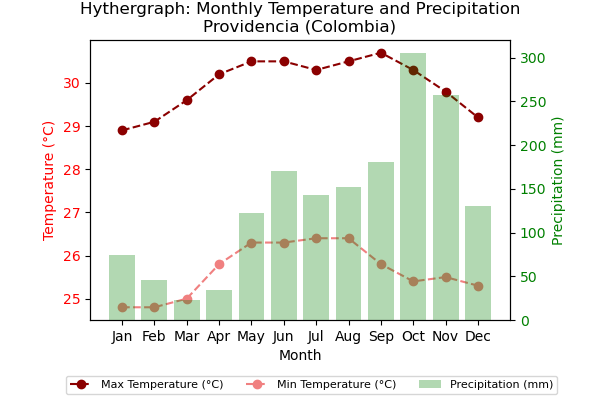 Hythergraph: Monthly Temperature and Precipitation
Providencia (Colombia)
Temperature (°C)
30
29
28
27
26
25
Precipitation (mm)
300
250
200
150
100
50
0
Jan Feb Mar Apr May Jun Jul Aug Sep Oct Nov Dec
Month
Max Temperature (°C) Min Temperature (°C) Precipitation (mm)